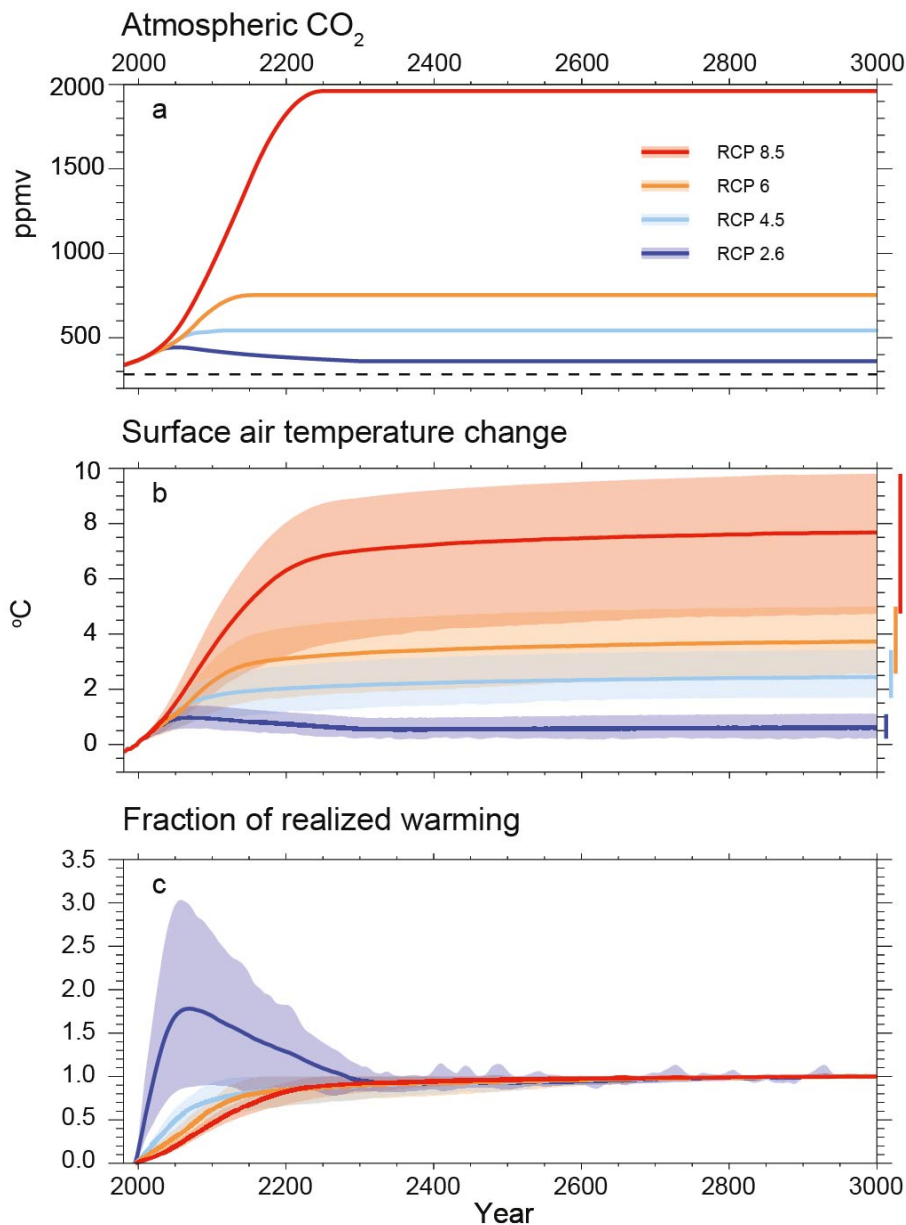 Atmospheric CO₂
2000 2200 2400 2600 2800 3000
a
2000
1500
1000
500
ppmv
RCP 8.5
RCP 6
RCP 4.5
RCP 2.6
Surface air temperature change
b
10
8
6
4
2
0
ºC
Fraction of realized warming
c
3.5
3.0
2.5
2.0
1.5
1.0
0.5
0.0
2000 2200 2400 2600 2800 3000
Year